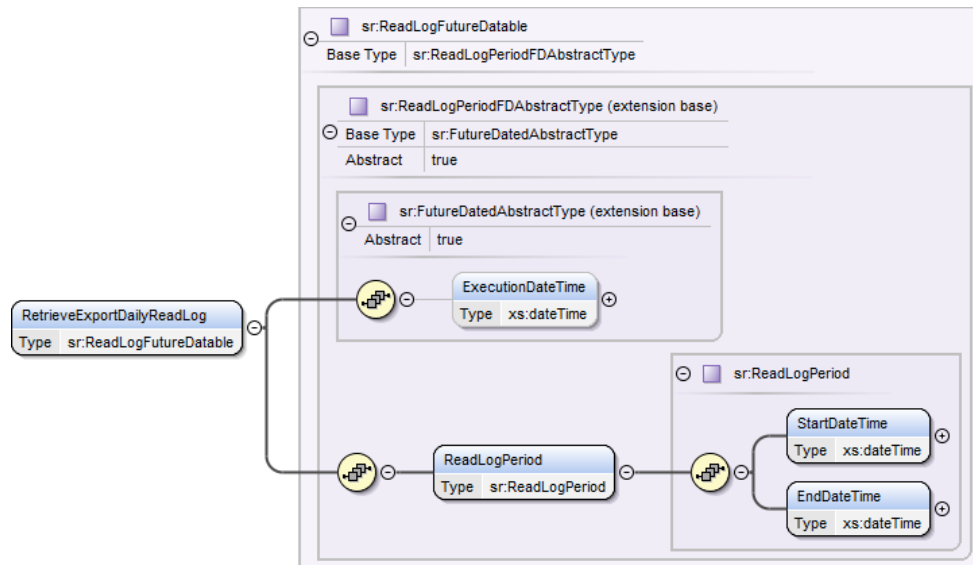 sr:ReadLogFutureDatable
Base Type sr:ReadLogPeriodFDAbstractType
sr:ReadLogPeriodFDAbstractType (extension base)
Base Type sr:FutureDatedAbstractType
Abstract true
sr:FutureDatedAbstractType (extension base)
Abstract true
ExecutionDateTime
Type xs:dateTime
RetrieveExportDailyReadLog
Type sr:ReadLogFutureDatable
sr:ReadLogPeriod
StartDateTime
Type xs:dateTime
ReadLogPeriod
Type sr:ReadLogPeriod
EndDateTime
Type xs:dateTime